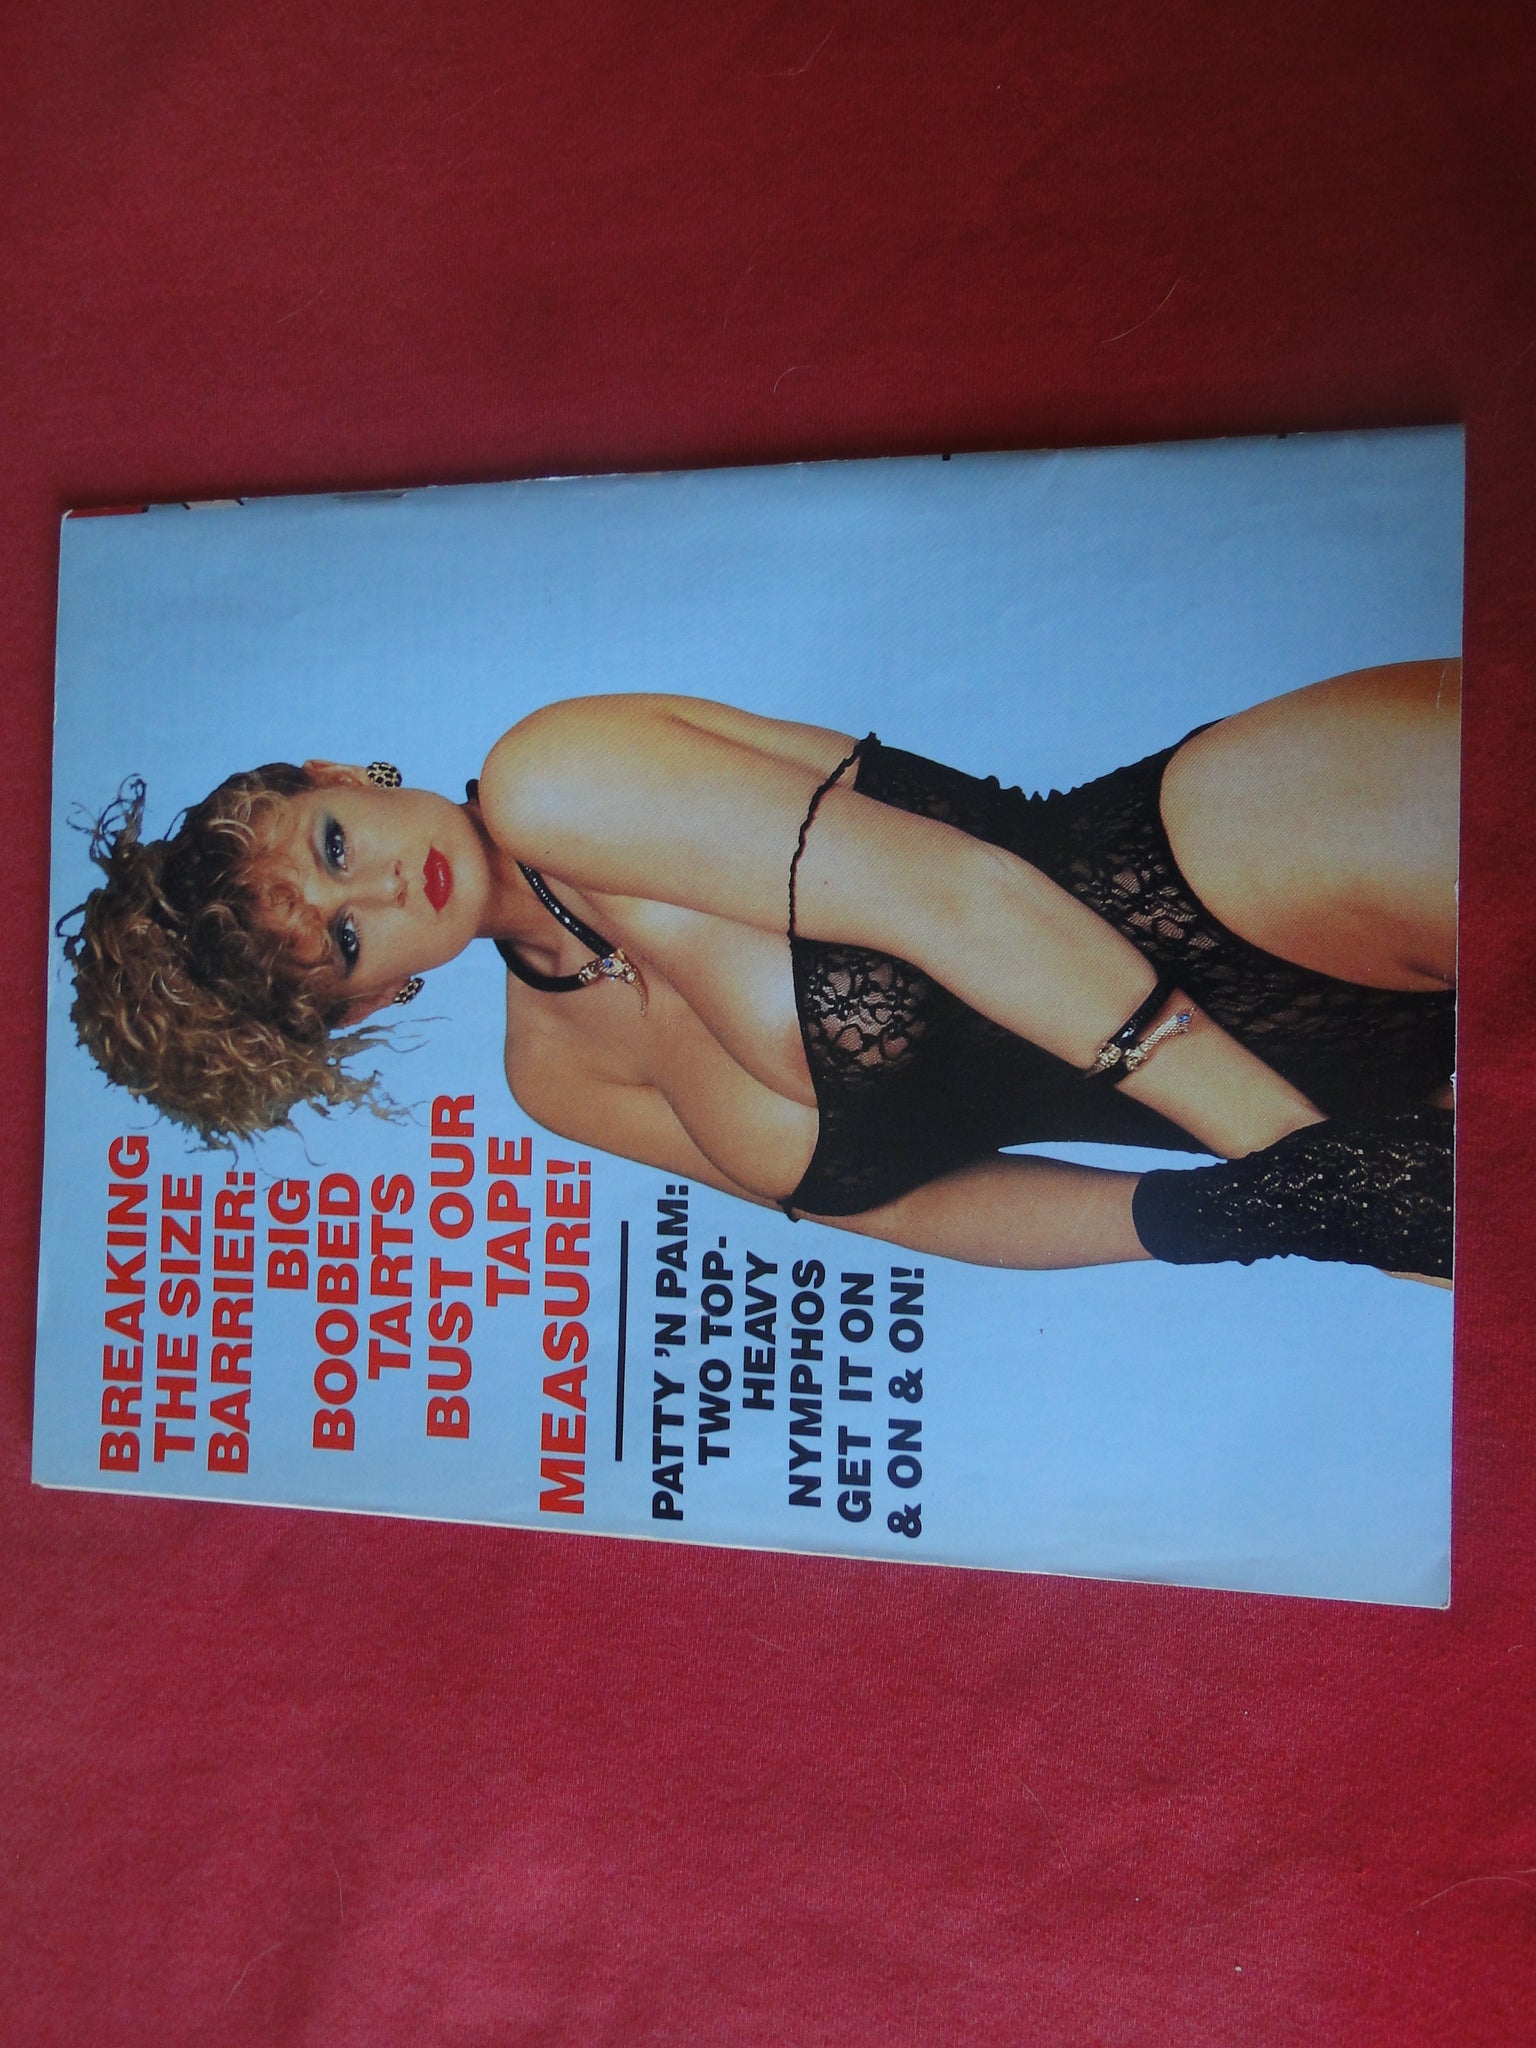 BREAKING
THE SIZE
BARRIER:
BIG
BOOBED
TARTS
BUST OUR
TAPE
MEASURE!
PATTY 'N PAM:
TWO TOP-
HEAVY
NYMPHOS
GET IT ON
& ON & ON!